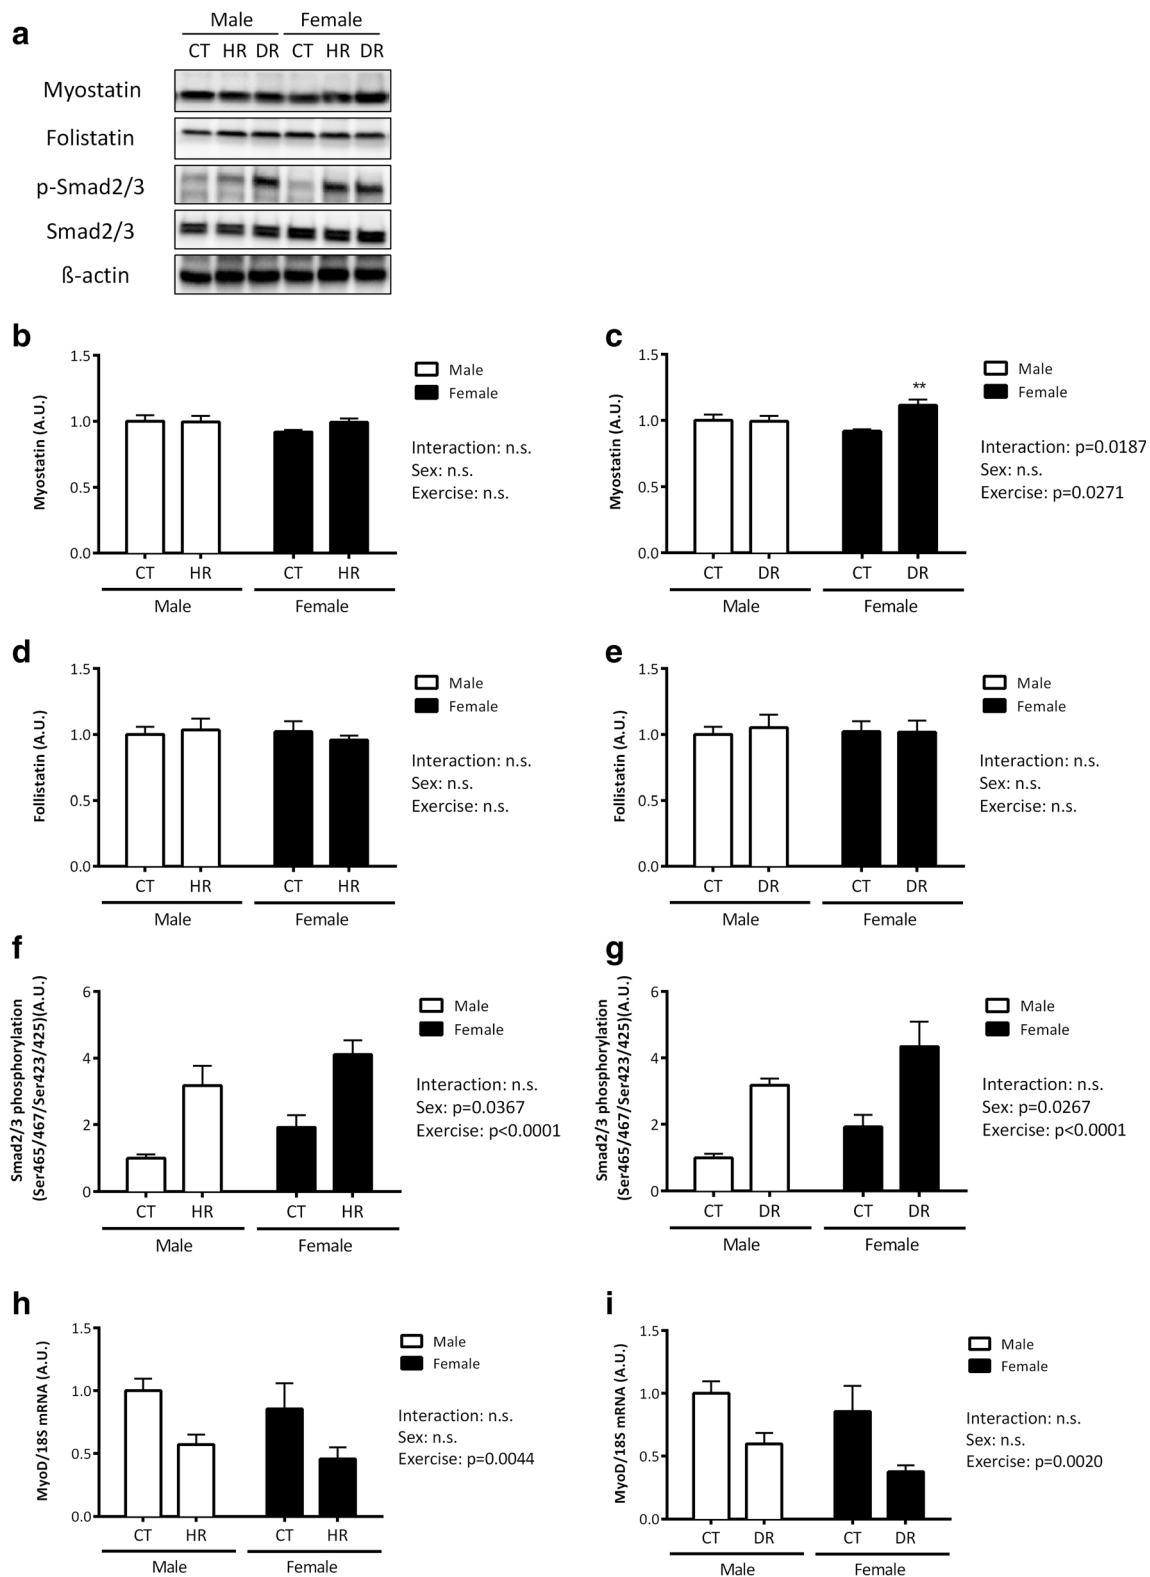 a
Male Female
CT HR DR CT HR DR
Myostatin
Folistatin
p-Smad2/3
Smad2/3
ß-actin
b
Myostatin (A.U.)
1.5
1.0
0.5
0.0
CT HR CT HR
Male Female
Male
Female
Interaction: n.s.
Sex: n.s.
Exercise: n.s.
c
Myostatin (A.U.)
1.5
1.0
0.5
0.0
**
CT DR CT DR
Male Female
Male
Female
Interaction: p=0.0187
Sex: n.s.
Exercise: p=0.0271
d
Follistatin (A.U.)
1.5
1.0
0.5
0.0
CT HR CT HR
Male Female
Male
Female
Interaction: n.s.
Sex: n.s.
Exercise: n.s.
e
Follistatin (A.U.)
1.5
1.0
0.5
0.0
CT DR CT DR
Male Female
Male
Female
Interaction: n.s.
Sex: n.s.
Exercise: n.s.
f
Smad2/3 phosphorylation
(Ser465/467/Ser423/425)(A.U.)
6
4
2
0
CT HR CT HR
Male Female
Male
Female
Interaction: n.s.
Sex: p=0.0367
Exercise: p<0.0001
g
Smad2/3 phosphorylation
(Ser465/467/Ser423/425)(A.U.)
6
4
2
0
CT DR CT DR
Male Female
Male
Female
Interaction: n.s.
Sex: p=0.0267
Exercise: p<0.0001
h
MyoD/18S mRNA (A.U.)
1.5
1.0
0.5
0.0
CT HR CT HR
Male Female
Male
Female
Interaction: n.s.
Sex: n.s.
Exercise: p=0.0044
i
MyoD/18S mRNA (A.U.)
1.5
1.0
0.5
0.0
CT DR CT DR
Male Female
Male
Female
Interaction: n.s.
Sex: n.s.
Exercise: p=0.0020